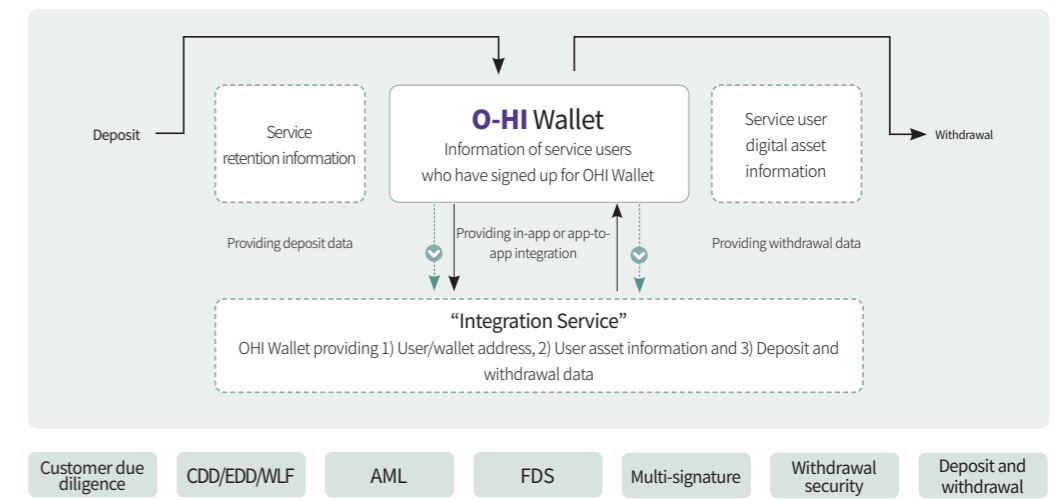 O-HI Wallet
Information of service users
who have signed up for OHI Wallet
Deposit
Service
retention information
Service user
digital asset
information
Withdrawal
Providing deposit data
Providing in-app or app-to-
app integration
Providing withdrawal data
“Integration Service”
OHI Wallet providing 1) User/wallet address, 2) User asset information and 3) Deposit and
withdrawal data
Customer due
diligence
CDD/EDD/WLF
AML
FDS
Multi-signature
Withdrawal
security
Deposit and
withdrawal